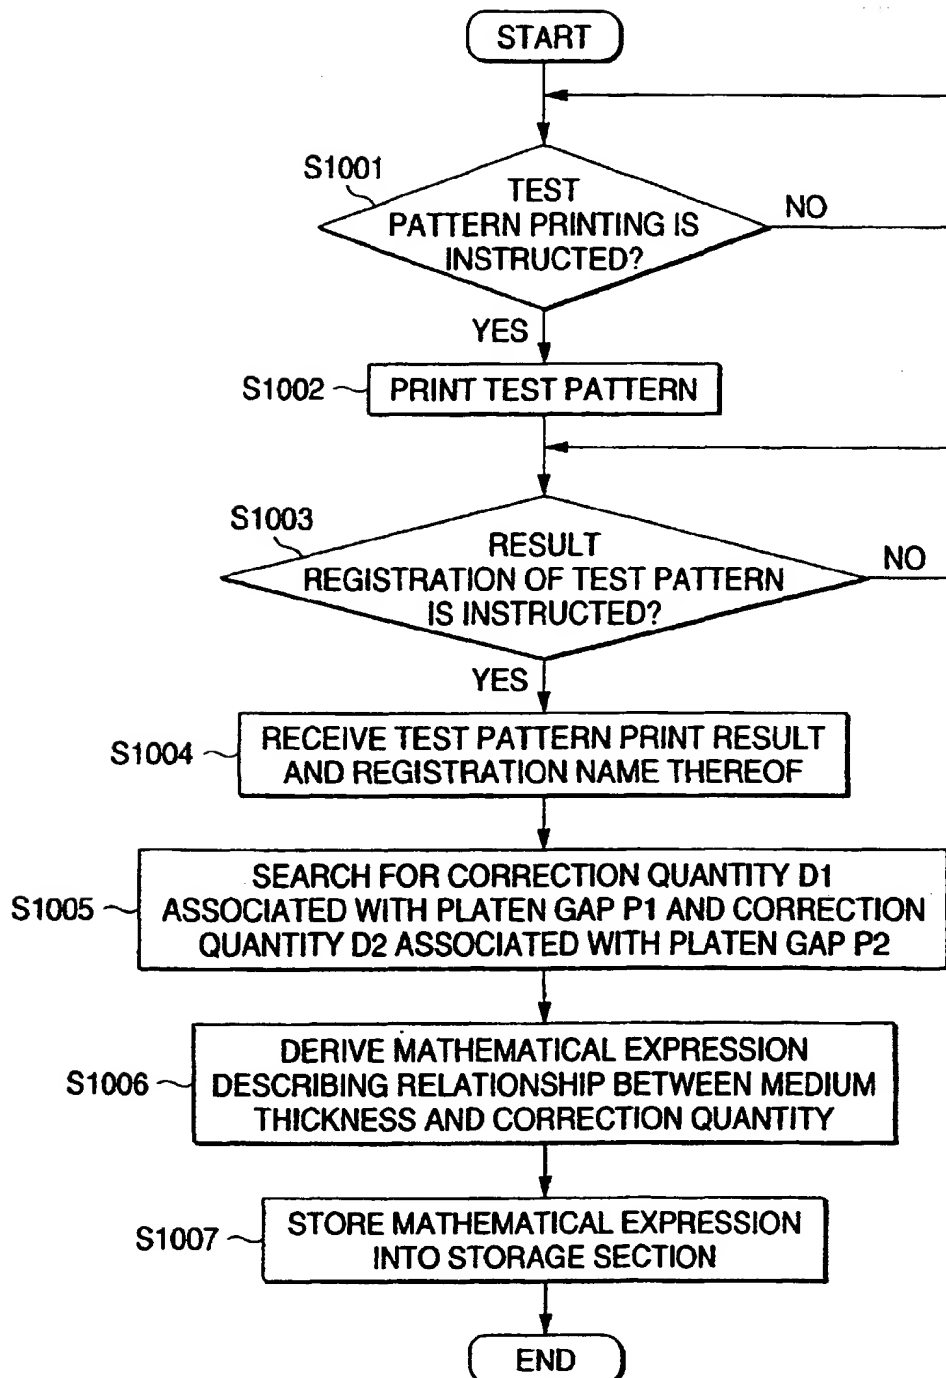 START
S1001
TEST
PATTERN PRINTING IS
INSTRUCTED?
NO
YES
S1002
PRINT TEST PATTERN
S1003
RESULT
REGISTRATION OF TEST PATTERN
IS INSTRUCTED?
NO
YES
S1004
RECEIVE TEST PATTERN PRINT RESULT
AND REGISTRATION NAME THEREOF
S1005
SEARCH FOR CORRECTION QUANTITY D1
ASSOCIATED WITH PLATEN GAP P1 AND CORRECTION
QUANTITY D2 ASSOCIATED WITH PLATEN GAP P2
S1006
DERIVE MATHEMATICAL EXPRESSION
DESCRIBING RELATIONSHIP BETWEEN MEDIUM
THICKNESS AND CORRECTION QUANTITY
S1007
STORE MATHEMATICAL EXPRESSION
INTO STORAGE SECTION
END